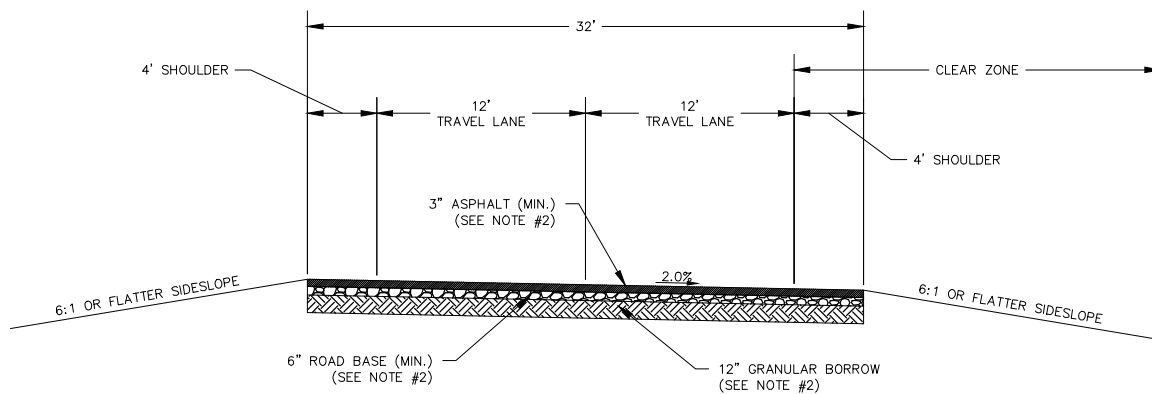 32'
4' SHOULDER
CLEAR ZONE
12'
TRAVEL LANE
12'
TRAVEL LANE
4' SHOULDER
3" ASPHALT (MIN.)
(SEE NOTE #2)
2.0%
6:1 OR FLATTER SIDESLOPE
6:1 OR FLATTER SIDESLOPE
6" ROAD BASE (MIN.)
(SEE NOTE #2)
12" GRANULAR BORROW
(SEE NOTE #2)